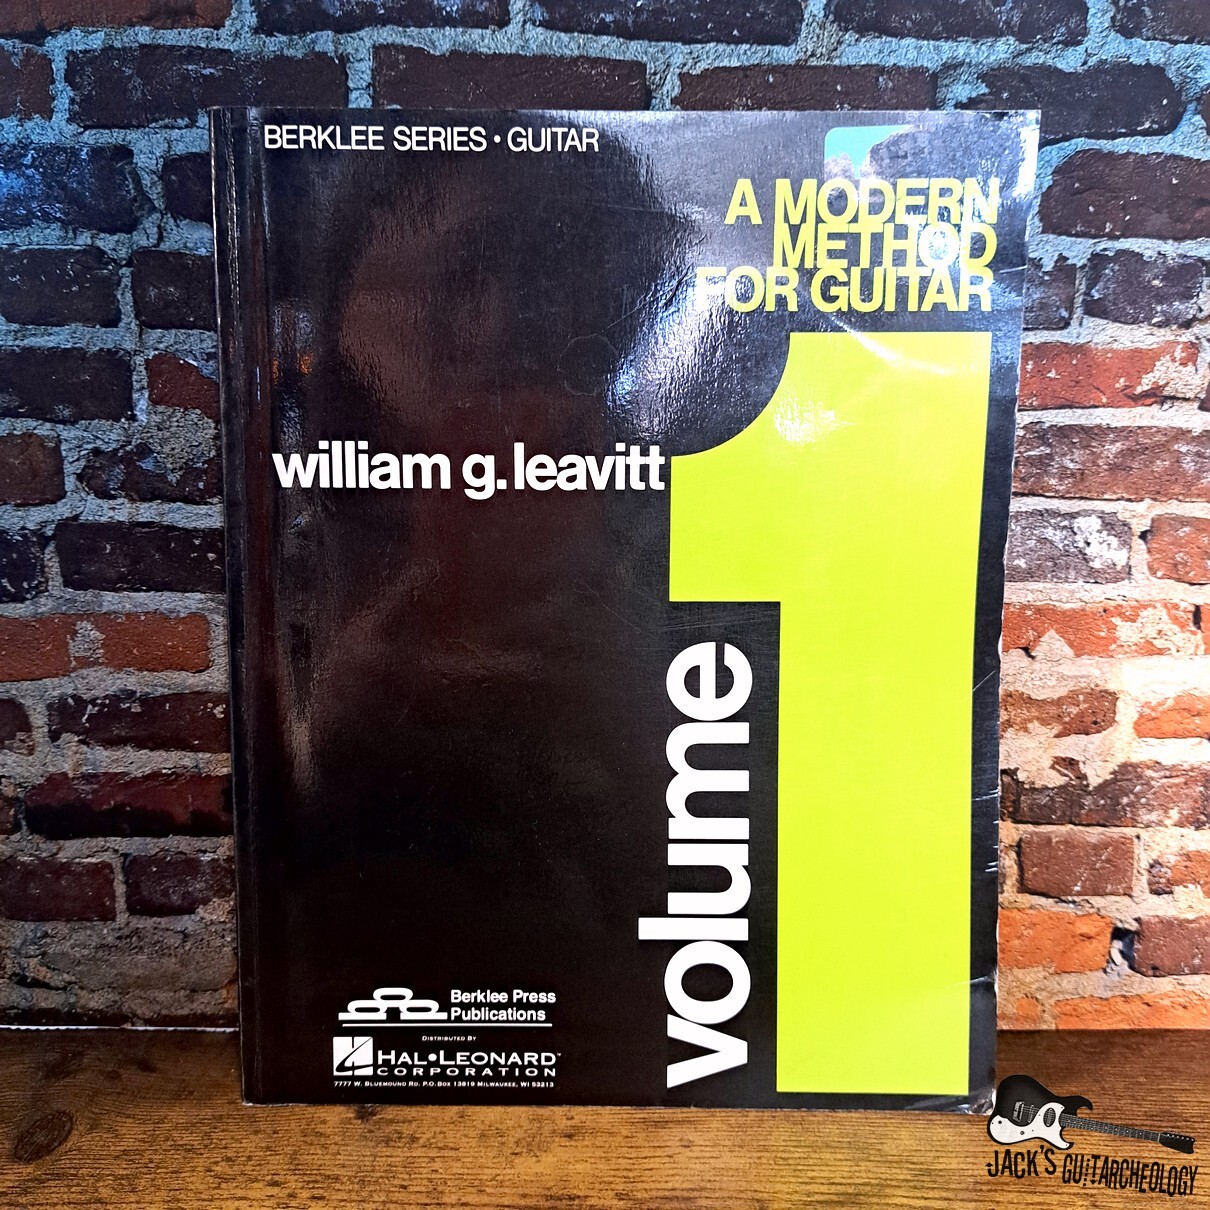 BERKLEE SERIES • GUITAR
A MODERN
METHOD
FOR GUITAR
1
william g. leavitt
volume
Berklee Press
Publications
DISTRIBUTED BY
HAL•LEONARD™
CORPORATION
7777 W. BLUEMOUND RD. P.O. BOX 13819 MILWAUKEE, WI 53213
JACK'S GUITARCHEOLOGY